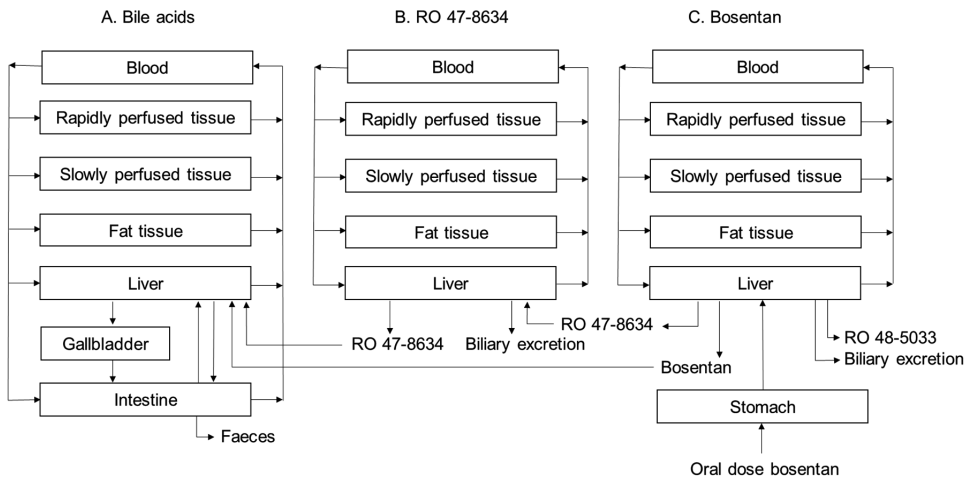 A. Bile acids
Blood
Rapidly perfused tissue
Slowly perfused tissue
Fat tissue
Liver
Gallbladder
Intestine
Faeces
B. RO 47-8634
Blood
Rapidly perfused tissue
Slowly perfused tissue
Fat tissue
Liver
RO 47-8634
Biliary excretion
C. Bosentan
Blood
Rapidly perfused tissue
Slowly perfused tissue
Fat tissue
Liver
RO 47-8634
Bosentan
RO 48-5033
Biliary excretion
Stomach
Oral dose bosentan